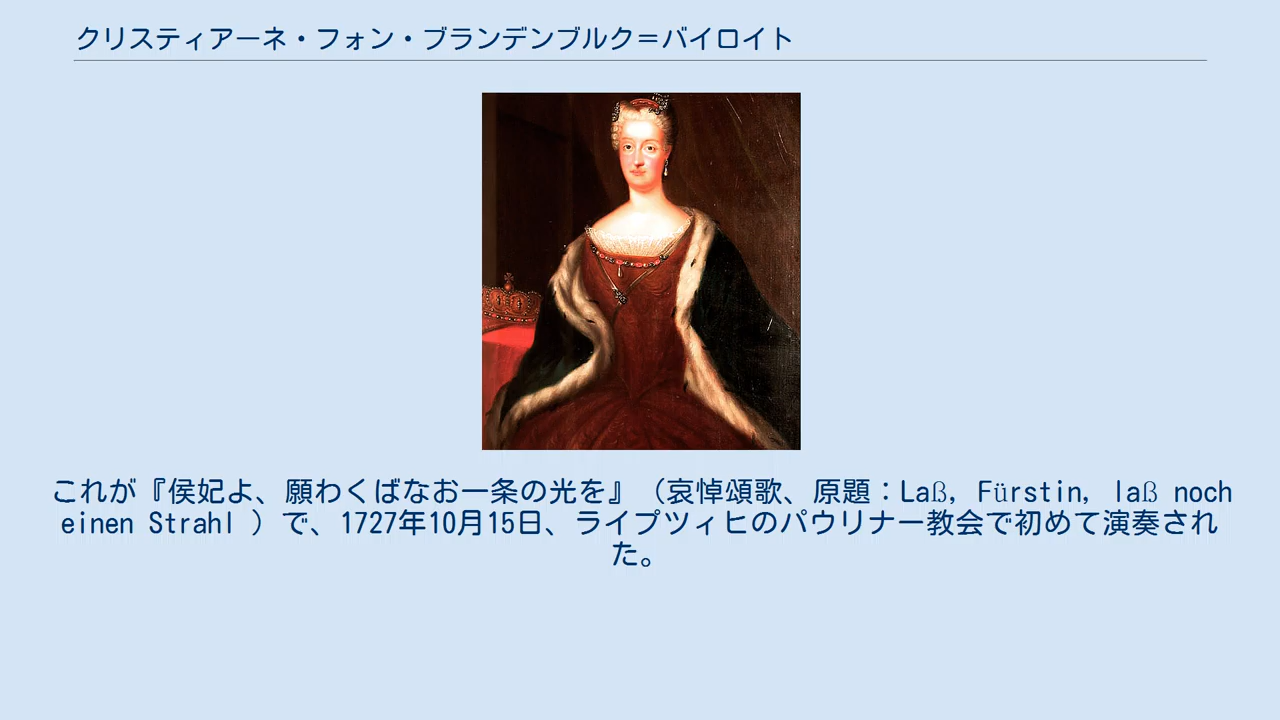 クリスティアーネ・フォン・ブランデンブルク＝バイロイト
これが『侯妃よ、願わくばなお一条の光を』（哀悼頌歌、原題：Laß, Fürstin, laß noch
einen Strahl ）で、1727年10月15日、ライプツィヒのパウリナー教会で初めて演奏され
た。